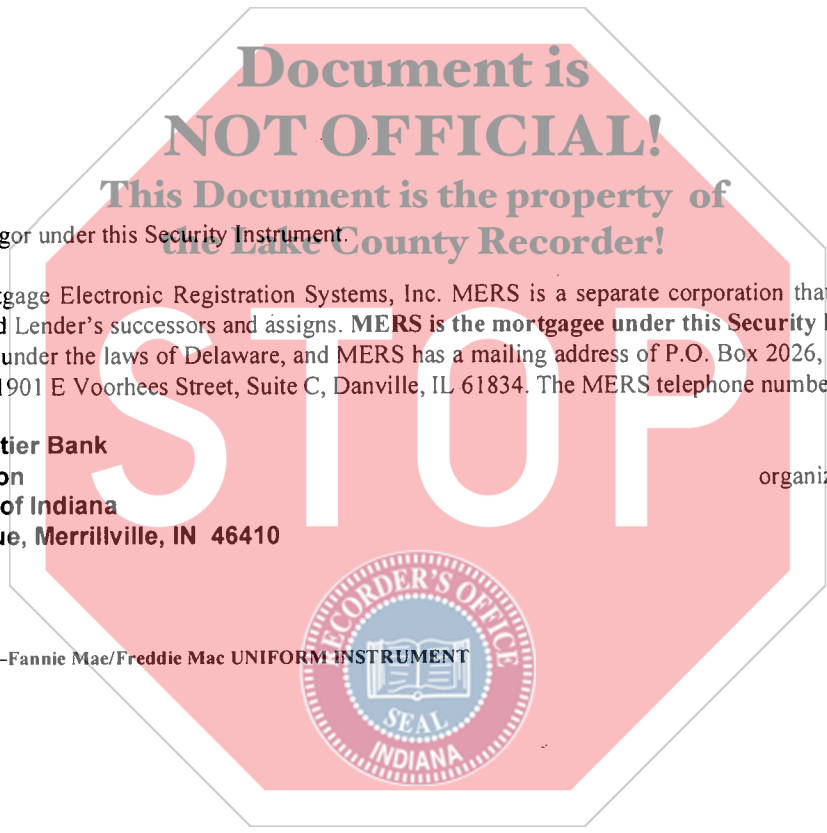 Document is
NOT OFFICIAL!
This Document is the property of
the Lake County Recorder!
gor under this Security Instrument.
tgage Electronic Registration Systems, Inc. MERS is a separate corporation that
d Lender's successors and assigns. MERS is the mortgagee under this Security I
under the laws of Delaware, and MERS has a mailing address of P.O. Box 2026,
1901 E Voorhees Street, Suite C, Danville, IL 61834. The MERS telephone numbe
STOP
tier Bank
on organiz
of Indiana
ue, Merrillville, IN 46410
–Fannie Mae/Freddie Mac UNIFORM INSTRUMENT
RECORDER'S OFFICE
SEAL
INDIANA